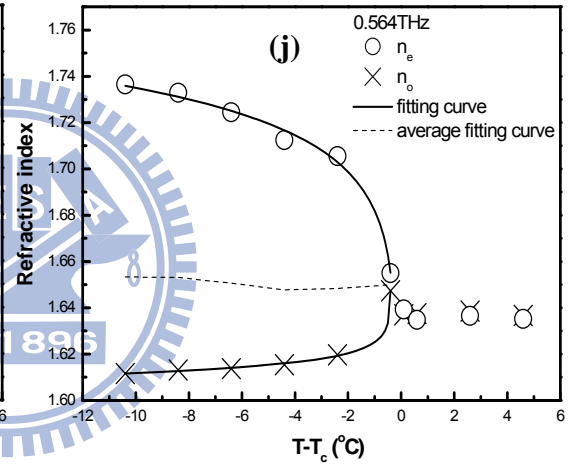 0.564THz
(j)
n_e
n_o
fitting curve
average fitting curve
Refractive index
1.76
1.74
1.72
1.70
1.68
1.66
1.64
1.62
1.60
-12 -10 -8 -6 -4 -2 0 2 4 6
T-T_c (°C)
6
1896